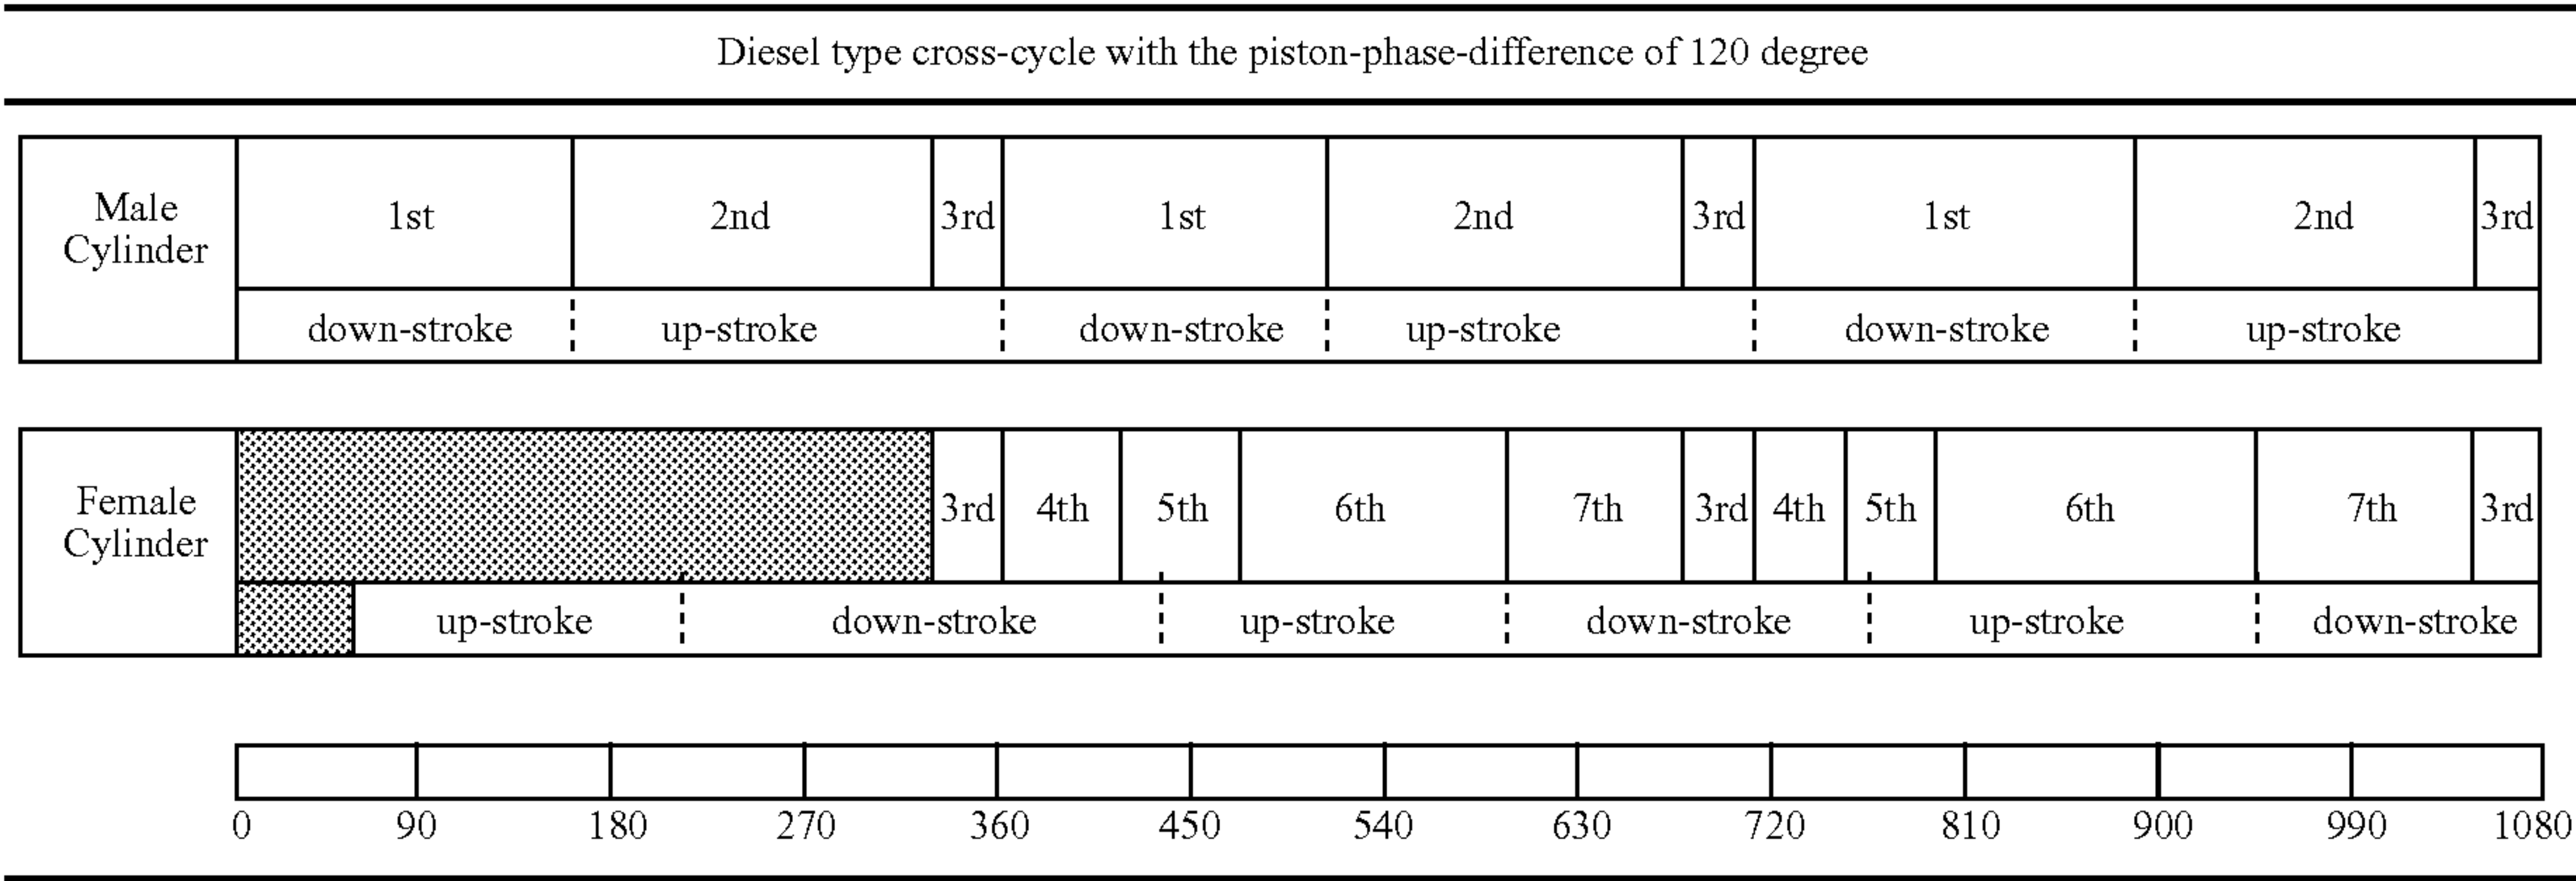 Diesel type cross-cycle with the piston-phase-difference of 120 degree
Male
Cylinder
1st 2nd 3rd 1st 2nd 3rd 1st 2nd 3rd
down-stroke up-stroke down-stroke up-stroke down-stroke up-stroke
Female
Cylinder
3rd 4th 5th 6th 7th 3rd 4th 5th 6th 7th 3rd
up-stroke down-stroke up-stroke down-stroke up-stroke down-stroke
0 90 180 270 360 450 540 630 720 810 900 990 1080